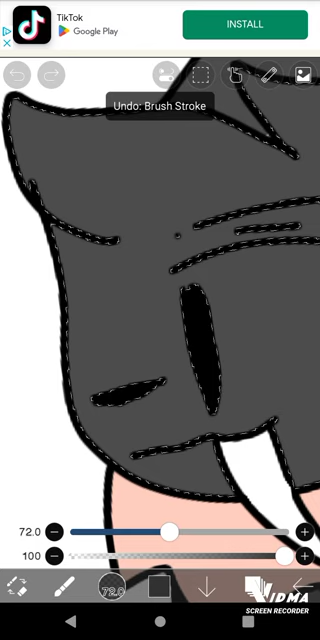 TikTok
Google Play
INSTALL
Undo: Brush Stroke
72.0
100
72.0
VIDMA
SCREEN RECORDER